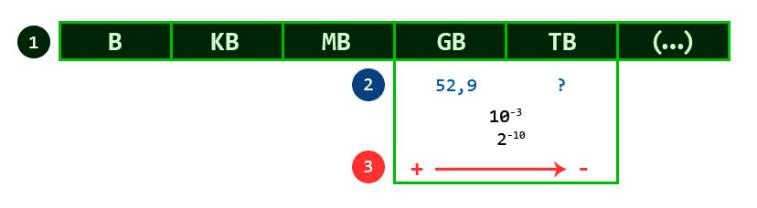 1 B KB MB GB TB (...)
2 52,9 ?
10⁻³
2⁻¹⁰
3 + -